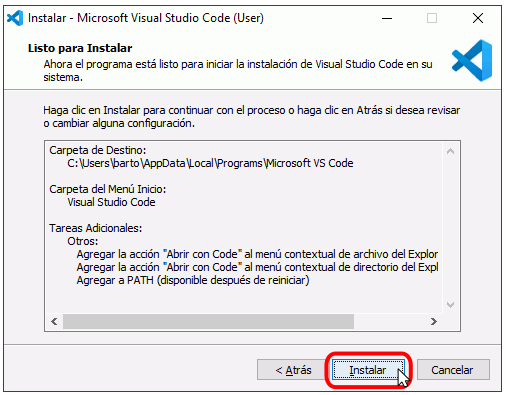 Instalar - Microsoft Visual Studio Code (User)
Listo para Instalar
Ahora el programa está listo para iniciar la instalación de Visual Studio Code en su
sistema.
Haga clic en Instalar para continuar con el proceso o haga clic en Atrás si desea revisar
o cambiar alguna configuración.
Carpeta de Destino:
C:\Users\barto\AppData\Local\Programs\Microsoft VS Code
Carpeta del Menú Inicio:
Visual Studio Code
Tareas Adicionales:
Otros:
Agregar la acción "Abrir con Code" al menú contextual de archivo del Explor
Agregar la acción "Abrir con Code" al menú contextual de directorio del Expl
Agregar a PATH (disponible después de reiniciar)
< Atrás Instalar Cancelar